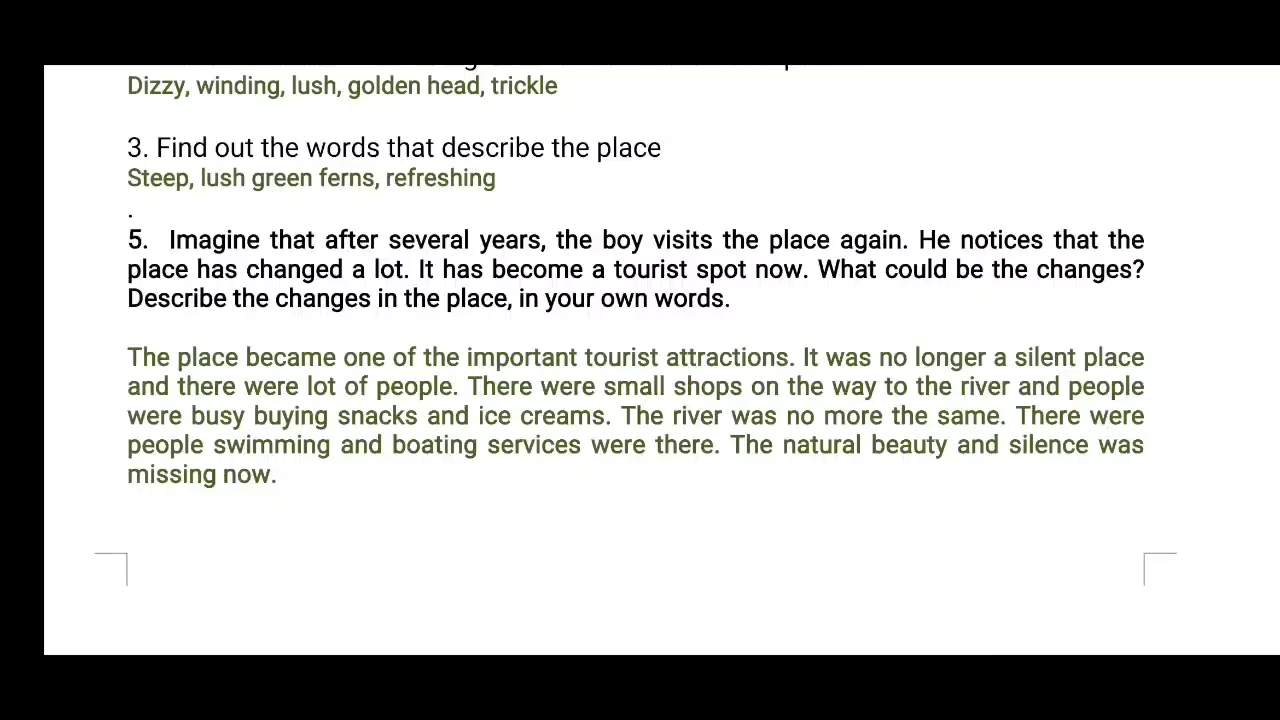 Dizzy, winding, lush, golden head, trickle
3. Find out the words that describe the place
Steep, lush green ferns, refreshing
.
5. Imagine that after several years, the boy visits the place again. He notices that the
place has changed a lot. It has become a tourist spot now. What could be the changes?
Describe the changes in the place, in your own words.
The place became one of the important tourist attractions. It was no longer a silent place
and there were lot of people. There were small shops on the way to the river and people
were busy buying snacks and ice creams. The river was no more the same. There were
people swimming and boating services were there. The natural beauty and silence was
missing now.